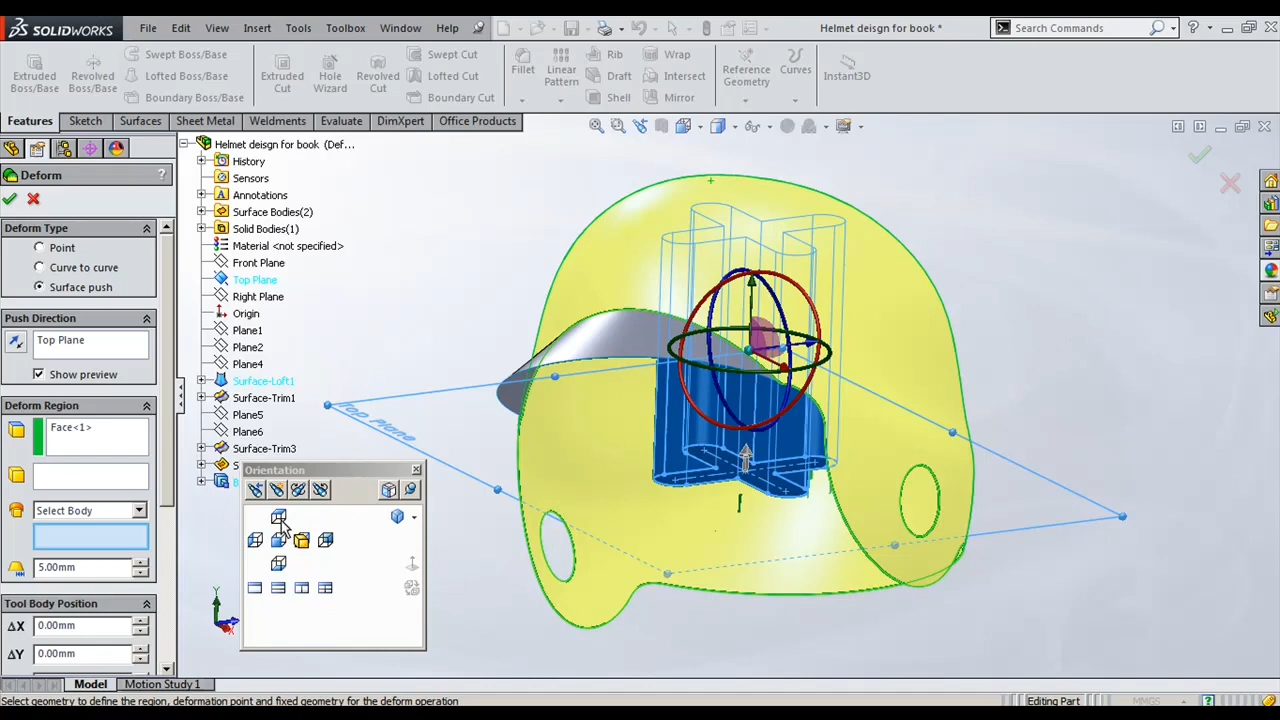 SOLIDWORKS File Edit View Insert Tools Toolbox Window Help Helmet deisgn for book * Search Commands
Extruded Boss/Base
Swept Boss/Base
Lofted Boss/Base
Boundary Boss/Base
Extruded Cut
Hole Wizard
Revolved Cut
Swept Cut
Lofted Cut
Boundary Cut
Fillet
Linear Pattern
Rib
Draft
Shell
Wrap
Intersect
Mirror
Reference Geometry
Curves
Instant3D
Features Sketch Surfaces Sheet Metal Weldments Evaluate DimXpert Office Products
Deform ?
Deform Type
Point
Curve to curve
Surface push
Push Direction
Top Plane
Show preview
Deform Region
Face<1>
Select Body
5.00mm
Tool Body Position
ΔX 0.00mm
ΔY 0.00mm
Helmet design for book (Def...
History
Sensors
Annotations
Surface Bodies(2)
Solid Bodies(1)
Material <not specified>
Front Plane
Top Plane
Right Plane
Origin
Plane1
Plane2
Plane4
Surface-Loft1
Surface-Trim1
Plane5
Plane6
Surface-Trim3
Orientation
Top Plane
Y
X
Model Motion Study 1
Select geometry to define the region, deformation point and fixed geometry for the deform operation Editing Part MMGS